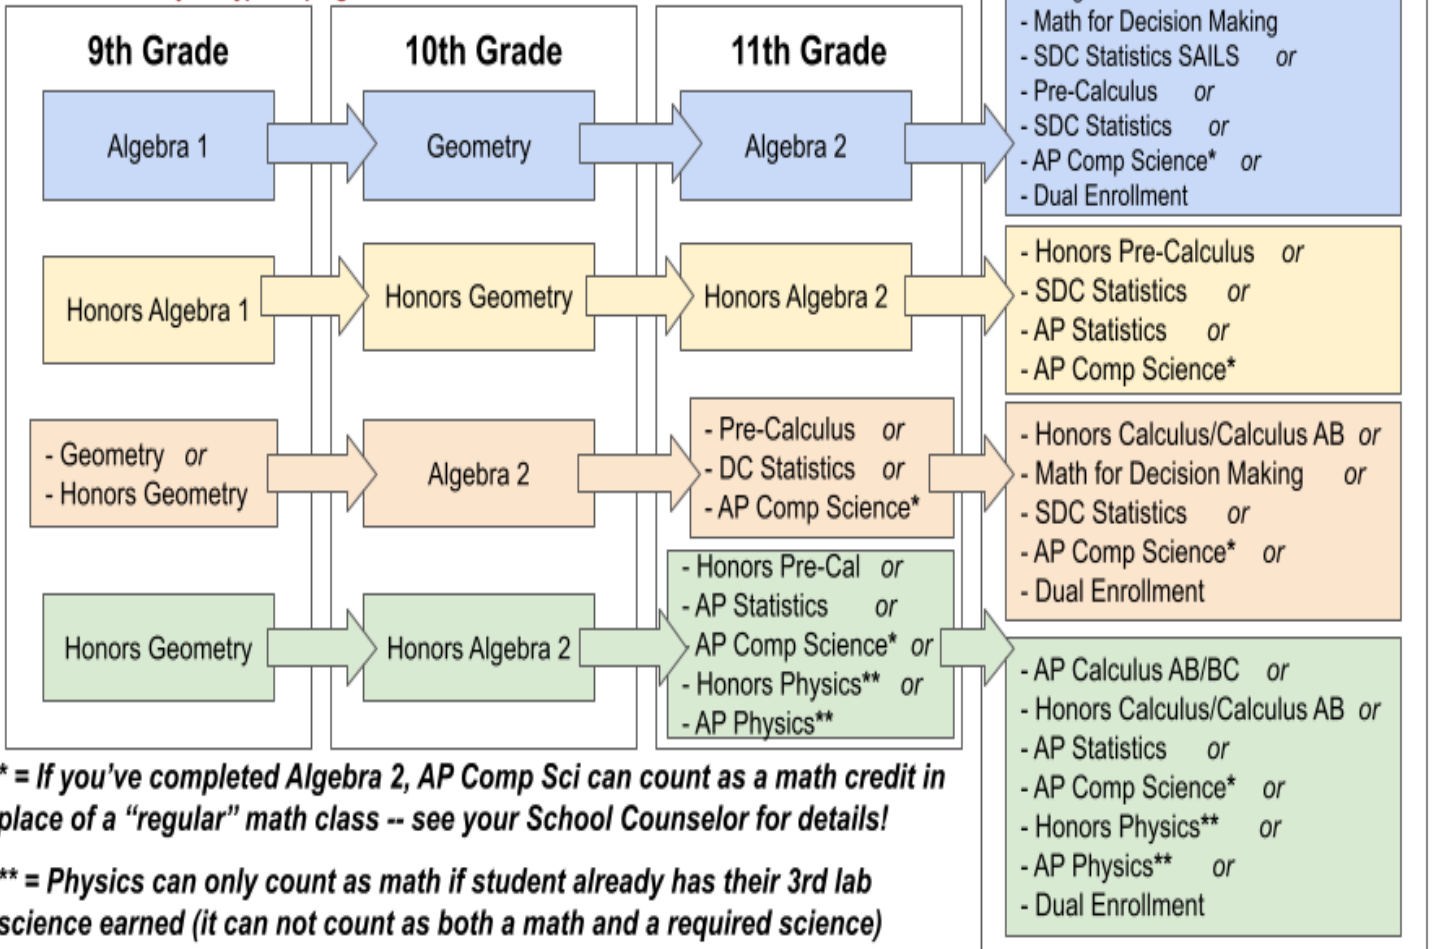 9th Grade
10th Grade
11th Grade
Algebra 1
Geometry
Algebra 2
- Math for Decision Making
- SDC Statistics SAILS or
- Pre-Calculus or
- SDC Statistics or
- AP Comp Science* or
- Dual Enrollment
Honors Algebra 1
Honors Geometry
Honors Algebra 2
- Honors Pre-Calculus or
- SDC Statistics or
- AP Statistics or
- AP Comp Science*
- Geometry or
- Honors Geometry
Algebra 2
- Pre-Calculus or
- DC Statistics or
- AP Comp Science*
- Honors Calculus/Calculus AB or
- Math for Decision Making or
- SDC Statistics or
- AP Comp Science* or
- Dual Enrollment
Honors Geometry
Honors Algebra 2
- Honors Pre-Cal or
- AP Statistics or
- AP Comp Science* or
- Honors Physics** or
- AP Physics**
- AP Calculus AB/BC or
- Honors Calculus/Calculus AB or
- AP Statistics or
- AP Comp Science* or
- Honors Physics** or
- AP Physics** or
- Dual Enrollment
* = If you've completed Algebra 2, AP Comp Sci can count as a math credit in
place of a “regular” math class -- see your School Counselor for details!
** = Physics can only count as math if student already has their 3rd lab
science earned (it can not count as both a math and a required science)